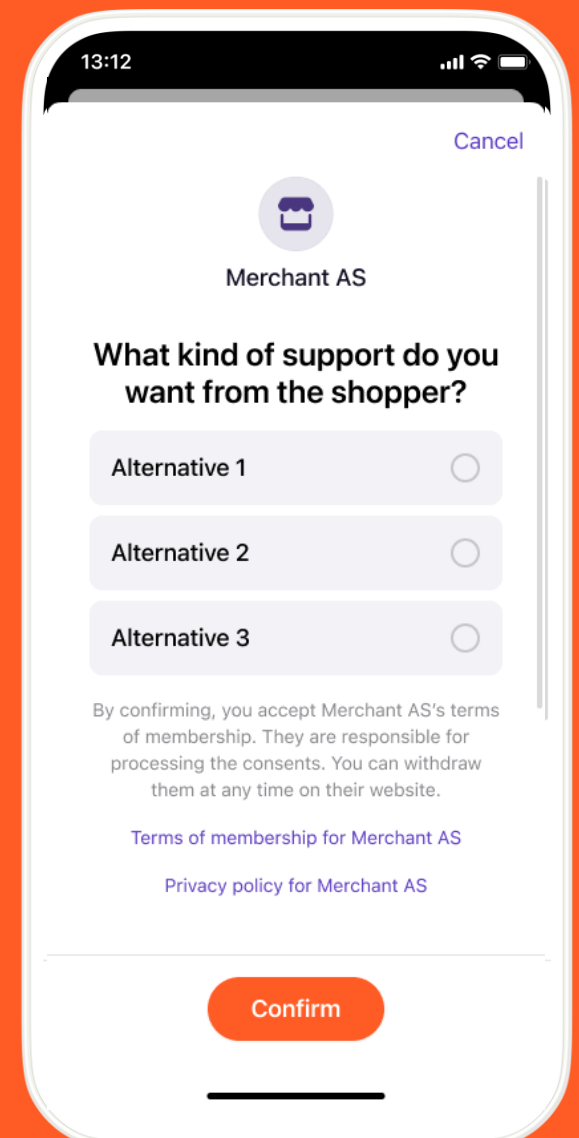 13:12
Cancel
Merchant AS
What kind of support do you
want from the shopper?
Alternative 1
Alternative 2
Alternative 3
By confirming, you accept Merchant AS's terms
of membership. They are responsible for
processing the consents. You can withdraw
them at any time on their website.
Terms of membership for Merchant AS
Privacy policy for Merchant AS
Confirm